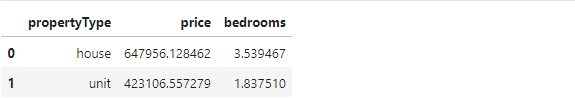 propertyType price bedrooms
0 house 647956.128462 3.539467
1 unit 423106.557279 1.837510